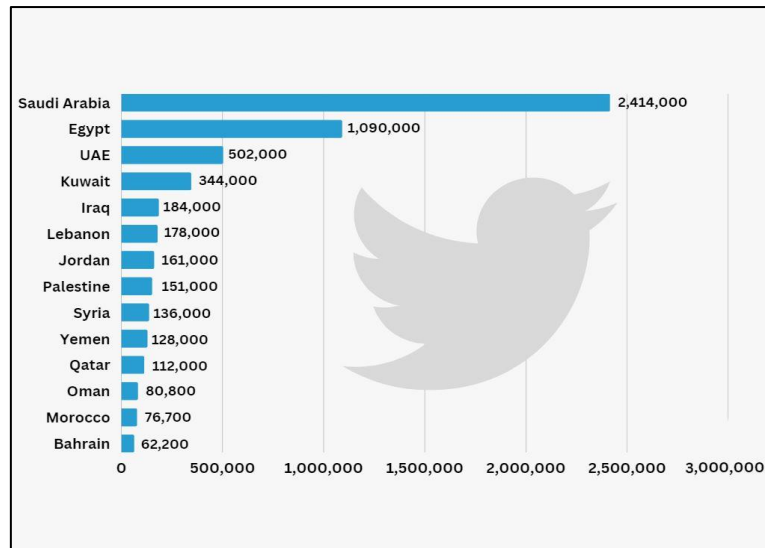 Saudi Arabia 2,414,000
Egypt 1,090,000
UAE 502,000
Kuwait 344,000
Iraq 184,000
Lebanon 178,000
Jordan 161,000
Palestine 151,000
Syria 136,000
Yemen 128,000
Qatar 112,000
Oman 80,800
Morocco 76,700
Bahrain 62,200
0 500,000 1,000,000 1,500,000 2,000,000 2,500,000 3,000,000